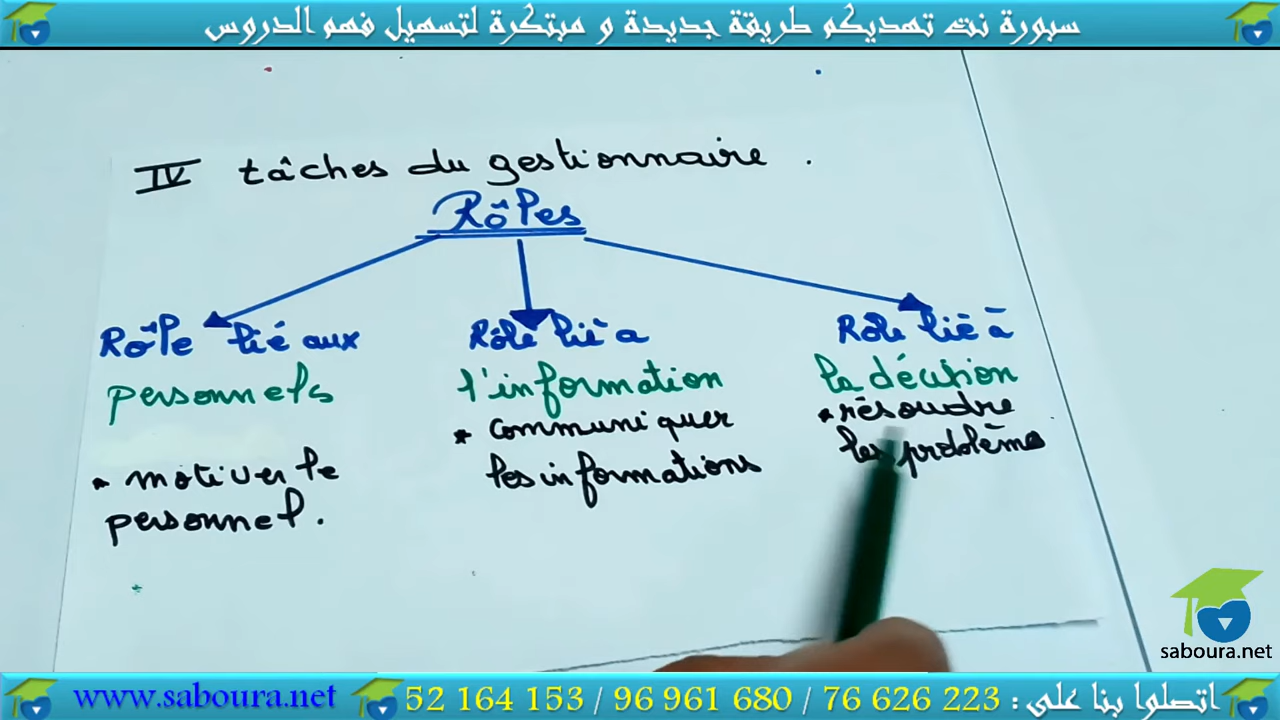 سبورة نت تهديكم طريقة جديدة و مبتكرة لتسهيل فهم الدروس
IV tâches du gestionnaire .
Rôles
Rôle lié aux
personnels
* motiver le
personnel.
Rôle lié a
l'information
* communiquer
les informations
Rôle lié à
la décision
* résoudre
les problèmes
saboura.net
www.saboura.net
اتصلوا بنا على : 52 164 153 / 96 961 680 / 76 626 223